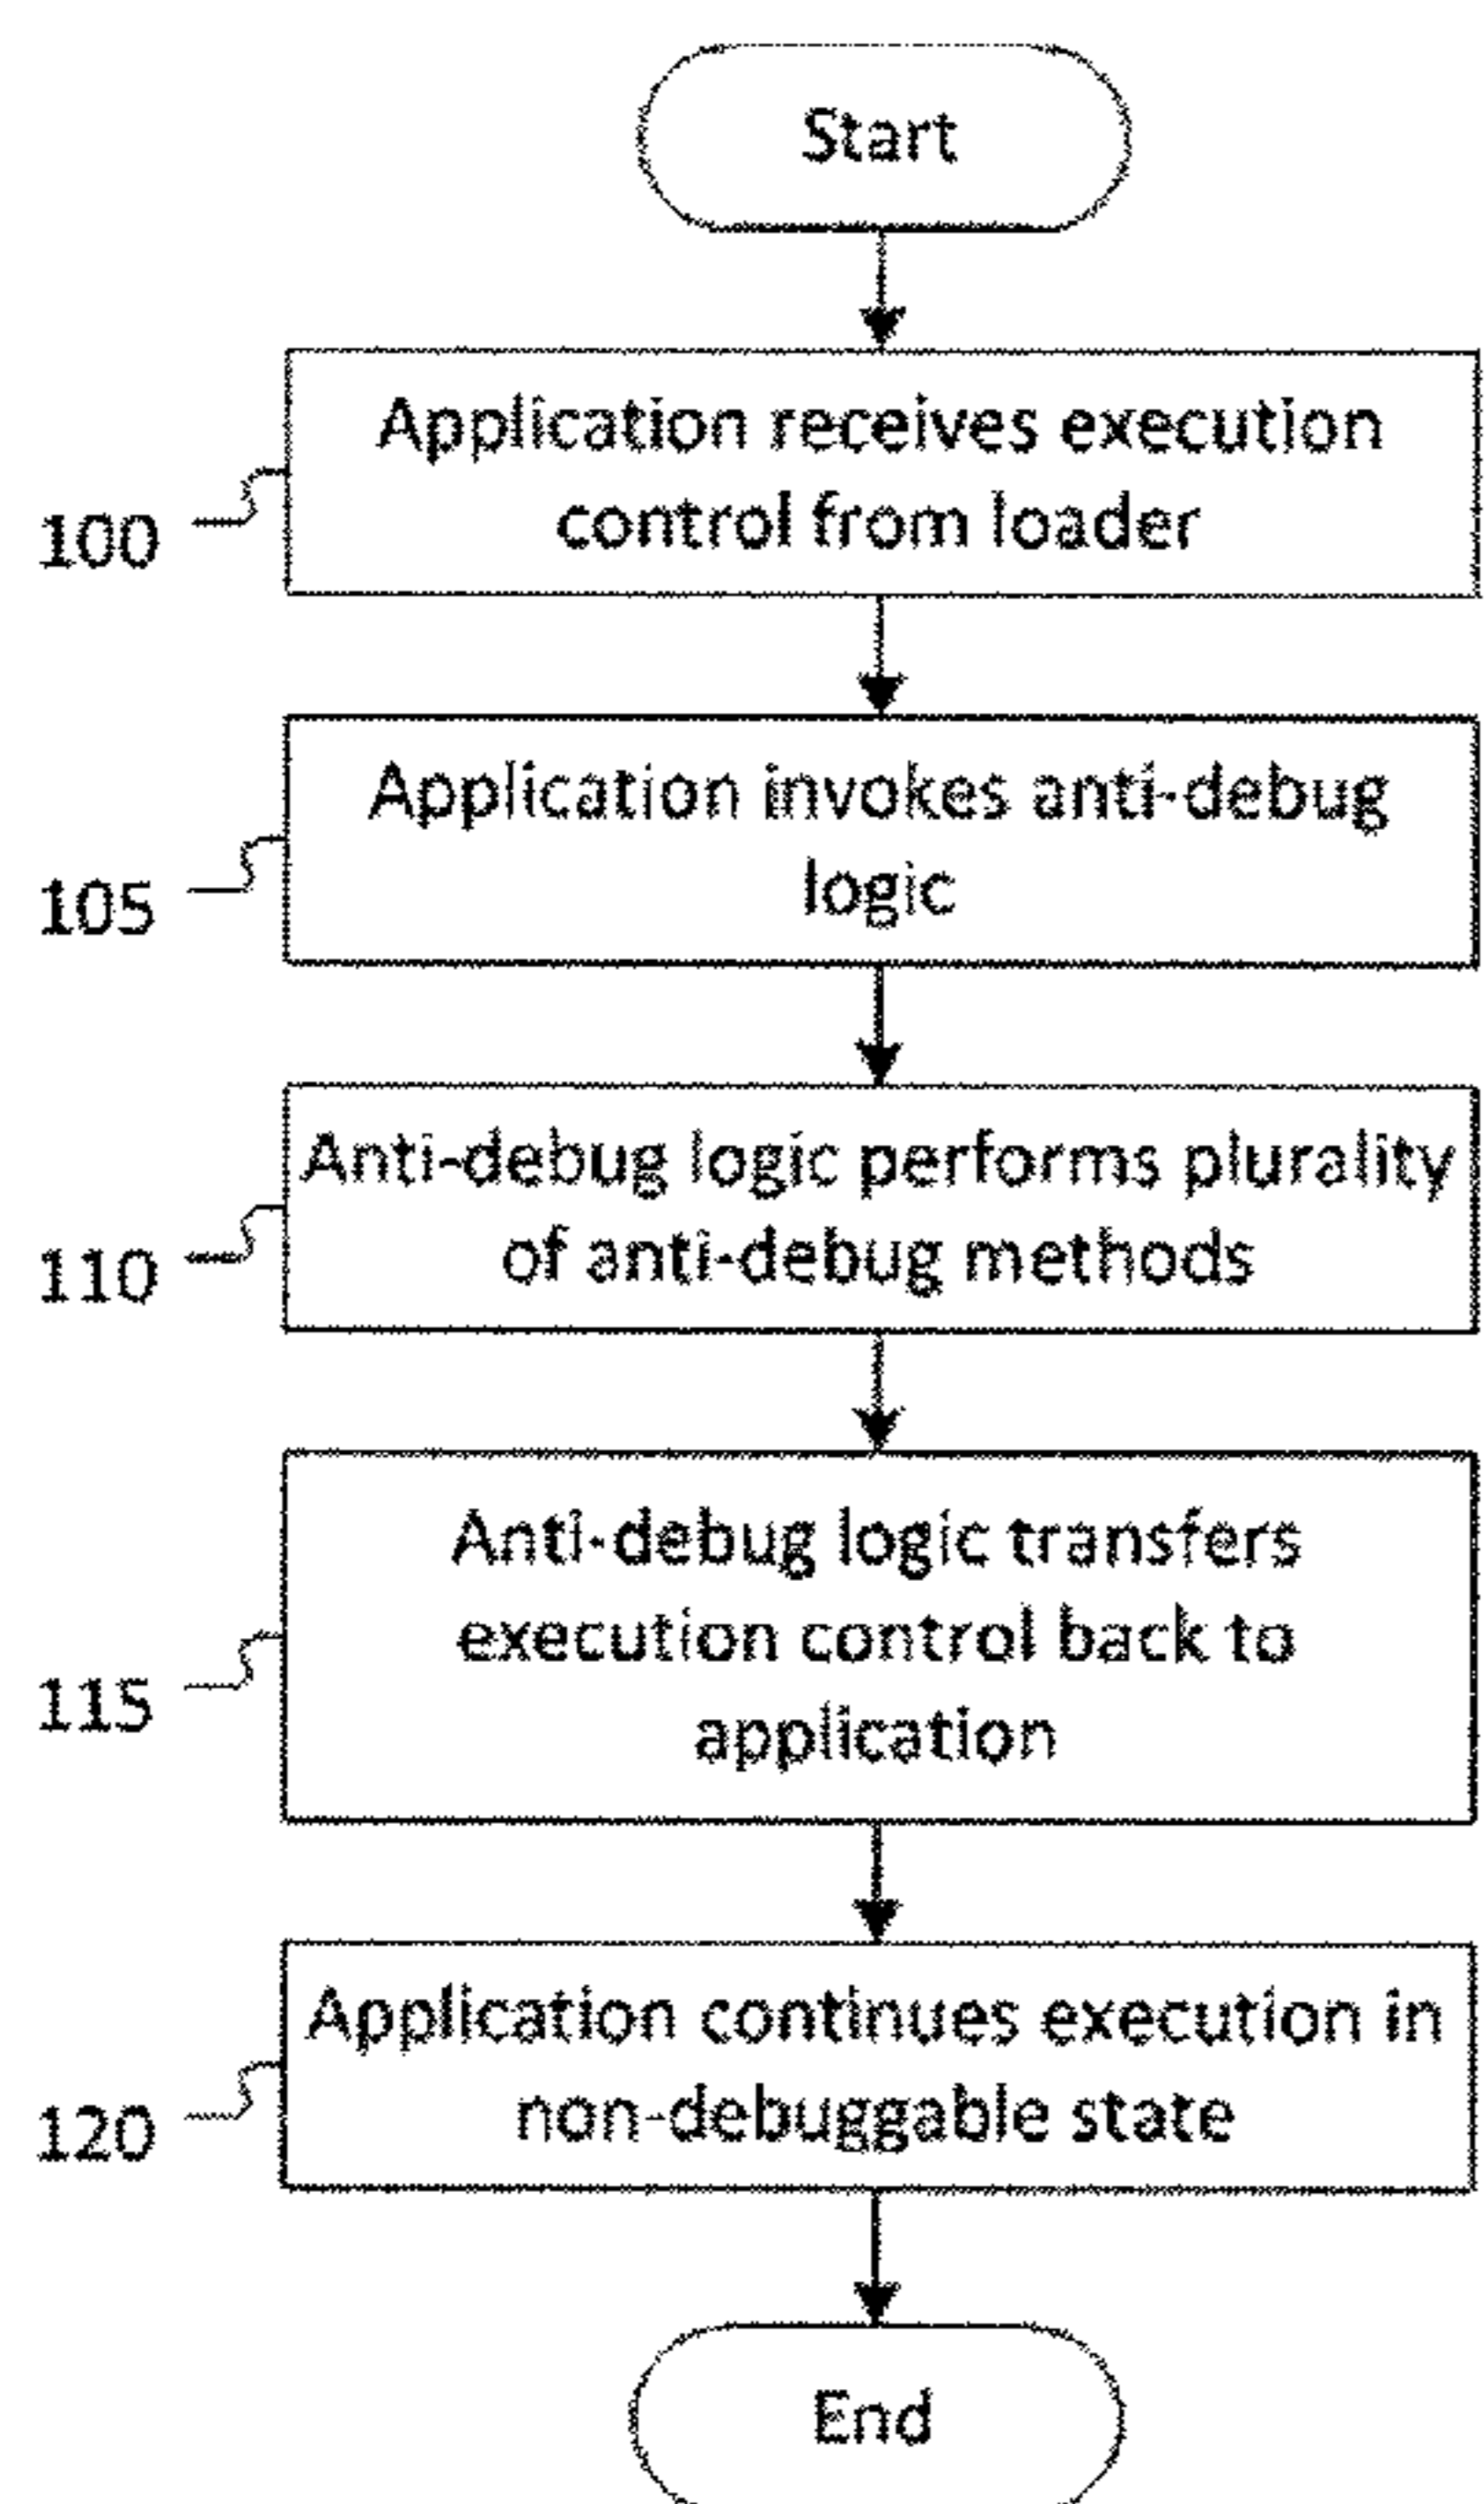 Start
Application receives execution
control from loader
100
Application invokes anti-debug
logic
105
Anti-debug logic performs plurality
of anti-debug methods
110
Anti-debug logic transfers
execution control back to
application
115
Application continues execution in
non-debuggable state
120
End